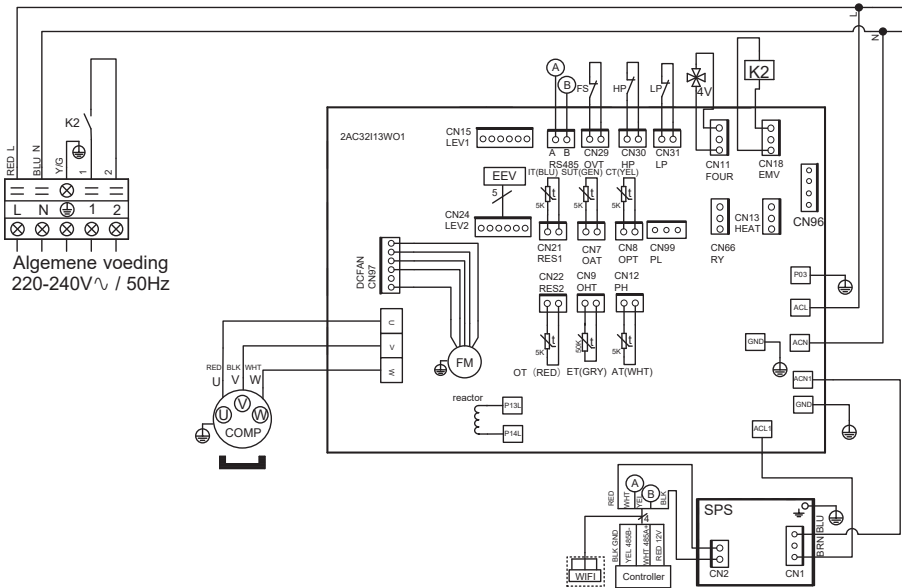 L
N
K2
RED L
BLU N
Y/G
1
2
L N 1 2
Algemene voeding
220-240V∿ / 50Hz
2AC32I13WO1
CN15
LEV1
A
B
FS
HP
LP
4V
K2
A B
RS485
CN29
OVT
CN30
HP
CN31
LP
CN11
FOUR
CN18
EMV
EEV
5
CN24
LEV2
IT(BLU) SUT(GEN) CT(YEL)
5K
t
5K
t
5K
t
CN21
RES1
CN7
OAT
CN8
OPT
CN99
PL
CN66
RY
CN13
HEAT
CN96
DCFAN
CN97
CN22
RES2
CN9
OHT
CN12
PH
5K
t
50K
t
5K
t
OT (RED) ET(GRY) AT(WHT)
P03
ACL
ACN
GND
ACN1
GND
ACL1
U
V
W
FM
RED BLK WHT
U V W
U
V
W
COMP
reactor
P13L
P14L
RED
WHT
A
YEL
B
BLK
4
BLK GND
YEL 485B-
WHT 485A+
RED 12V
WIFI
Controller
SPS
CN2
CN1
BRN BLU